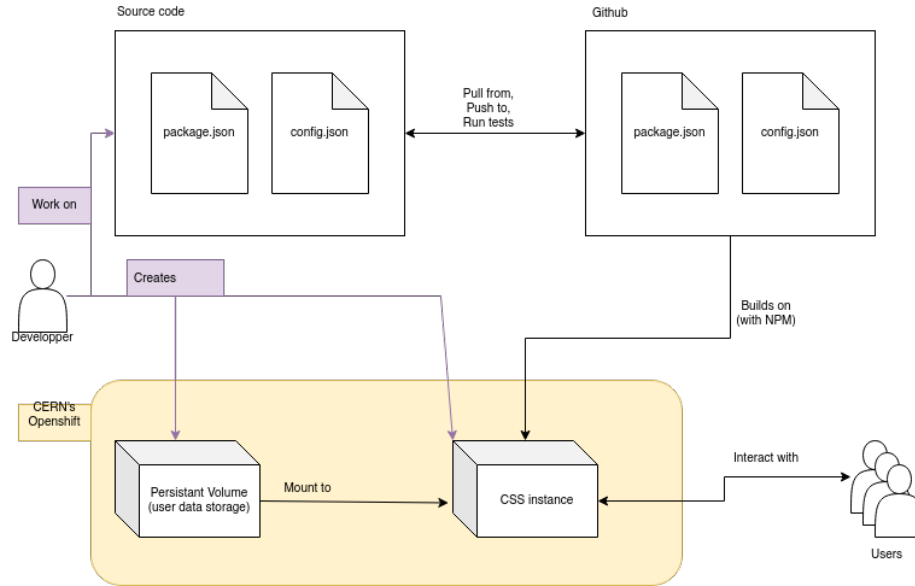 Source code
Github
package.json
config.json
Pull from,
Push to,
Run tests
package.json
config.json
Work on
Creates
Developper
Builds on
(with NPM)
CERN's
Openshift
Persistant Volume
(user data storage)
Mount to
CSS instance
Interact with
Users